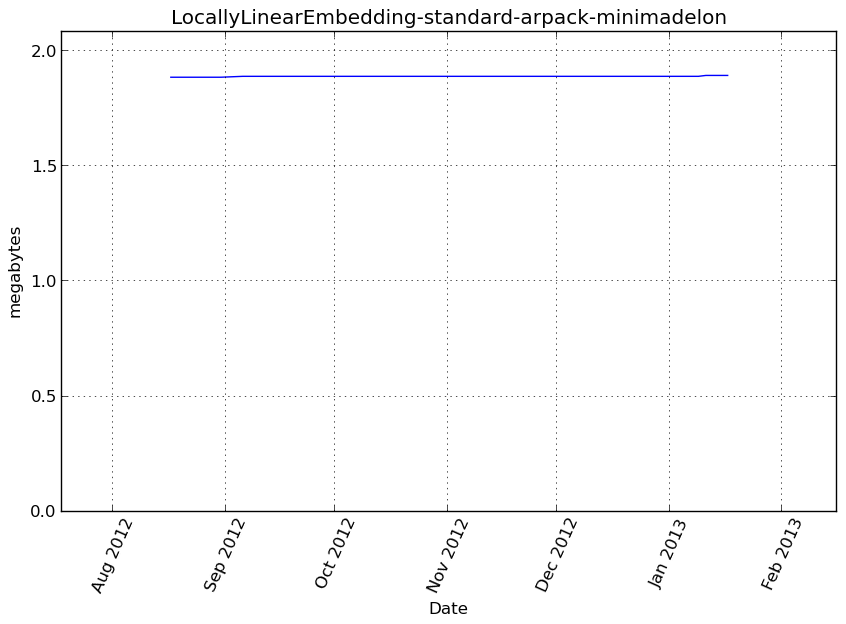 LocallyLinearEmbedding-standard-arpack-minimadelon
2.0
1.5
1.0
0.5
0.0
megabytes
Aug 2012
Sep 2012
Oct 2012
Nov 2012
Dec 2012
Jan 2013
Feb 2013
Date